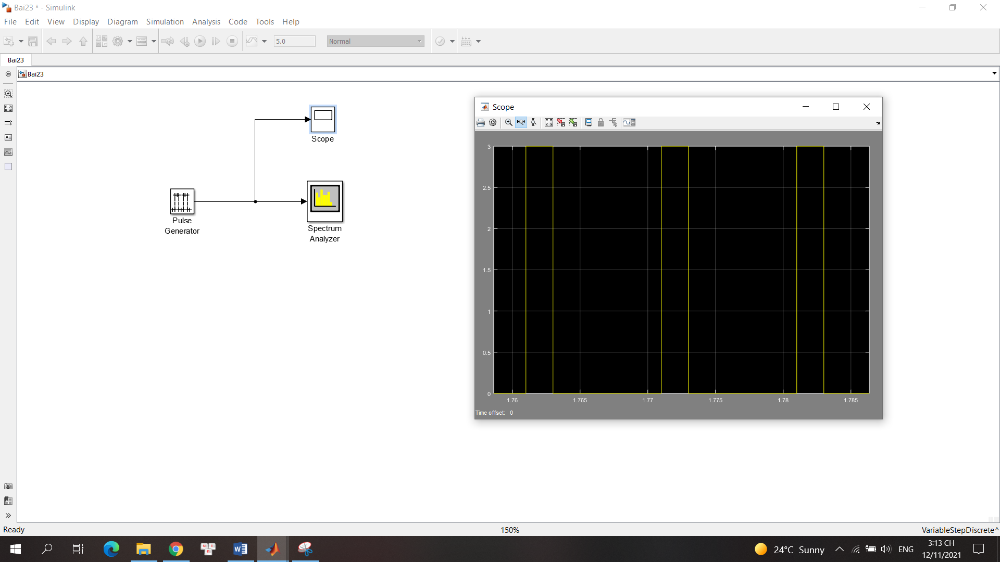 Bai23 * - Simulink
File Edit View Display Diagram Simulation Analysis Code Tools Help
5.0 Normal
Bai23
Bai23
Scope
Scope
Pulse
Generator
Spectrum
Analyzer
3
2.5
2
1.5
1
0.5
0
1.76 1.765 1.77 1.775 1.78 1.785
Time offset: 0
Ready 150% VariableStepDiscrete
24°C Sunny ENG 3:13 CH
12/11/2021